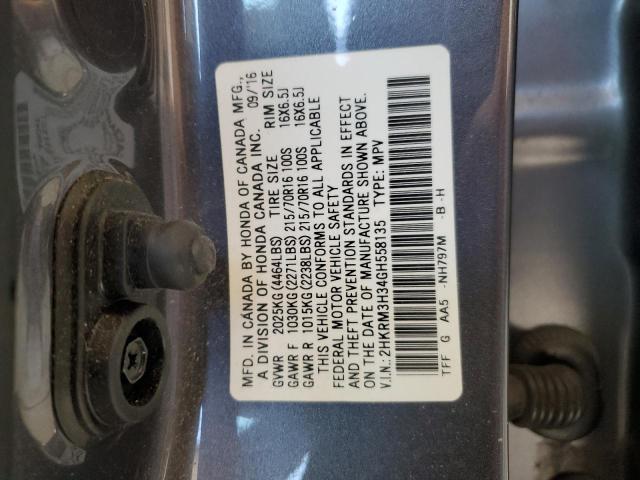 MFD. IN CANADA BY HONDA OF CANADA MFG.,
A DIVISION OF HONDA CANADA INC. 09/'16
GVWR 2025KG(4464LBS) TIRE SIZE RIM SIZE
GAWR F 1030KG(2271LBS) 215/70R16 100S 16X6.5J
GAWR R 1015KG(2238LBS) 215/70R16 100S 16X6.5J
THIS VEHICLE CONFORMS TO ALL APPLICABLE
FEDERAL MOTOR VEHICLE SAFETY
AND THEFT PREVENTION STANDARDS IN EFFECT
ON THE DATE OF MANUFACTURE SHOWN ABOVE.
V.I.N.: 2HKRM3H34GH558135 TYPE: MPV
TFF G AA5 -NH797M -B -H